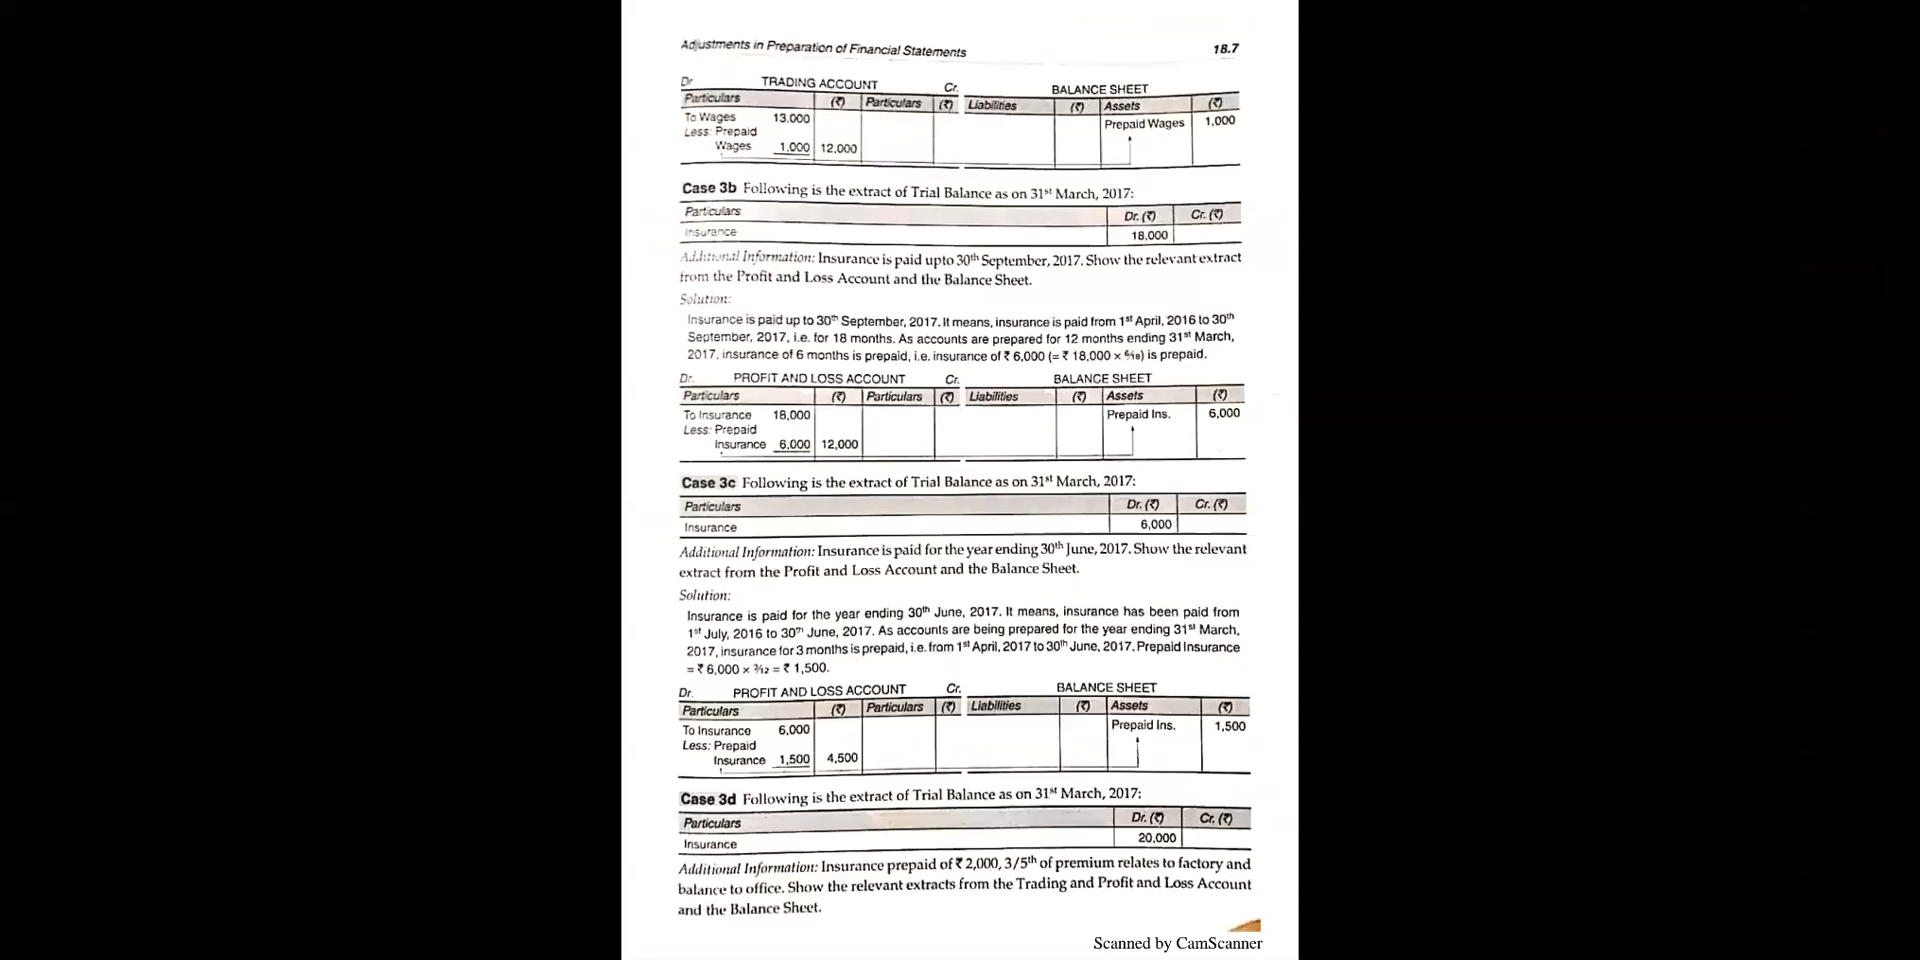 Adjustments in Preparation of Financial Statements 18.7
Dr TRADING ACCOUNT Cr. BALANCE SHEET
Particulars (₹) Particulars (₹) Liabilities (₹) Assets (₹)
To Wages 13,000 Prepaid Wages 1,000
Less: Prepaid
Wages 1,000 12,000
Case 3b Following is the extract of Trial Balance as on 31st March, 2017:
Particulars Dr. (₹) Cr. (₹)
Insurance 18,000
Additional Information: Insurance is paid upto 30th September, 2017. Show the relevant extract
from the Profit and Loss Account and the Balance Sheet.
Solution:
Insurance is paid up to 30th September, 2017. It means, insurance is paid from 1st April, 2016 to 30th
September, 2017, i.e. for 18 months. As accounts are prepared for 12 months ending 31st March,
2017, insurance of 6 months is prepaid, i.e. insurance of ₹ 6,000 (= ₹ 18,000 × 6/18) is prepaid.
Dr. PROFIT AND LOSS ACCOUNT Cr. BALANCE SHEET
Particulars (₹) Particulars (₹) Liabilities (₹) Assets (₹)
To Insurance 18,000 Prepaid Ins. 6,000
Less: Prepaid
Insurance 6,000 12,000
Case 3c Following is the extract of Trial Balance as on 31st March, 2017:
Particulars Dr. (₹) Cr. (₹)
Insurance 6,000
Additional Information: Insurance is paid for the year ending 30th June, 2017. Show the relevant
extract from the Profit and Loss Account and the Balance Sheet.
Solution:
Insurance is paid for the year ending 30th June, 2017. It means, insurance has been paid from
1st July, 2016 to 30th June, 2017. As accounts are being prepared for the year ending 31st March,
2017, insurance for 3 months is prepaid, i.e. from 1st April, 2017 to 30th June, 2017. Prepaid Insurance
= ₹ 6,000 × 3/12 = ₹ 1,500.
Dr. PROFIT AND LOSS ACCOUNT Cr. BALANCE SHEET
Particulars (₹) Particulars (₹) Liabilities (₹) Assets (₹)
To Insurance 6,000 Prepaid Ins. 1,500
Less: Prepaid
Insurance 1,500 4,500
Case 3d Following is the extract of Trial Balance as on 31st March, 2017:
Particulars Dr. (₹) Cr. (₹)
Insurance 20,000
Additional Information: Insurance prepaid of ₹ 2,000, 3/5th of premium relates to factory and
balance to office. Show the relevant extracts from the Trading and Profit and Loss Account
and the Balance Sheet.
Scanned by CamScanner